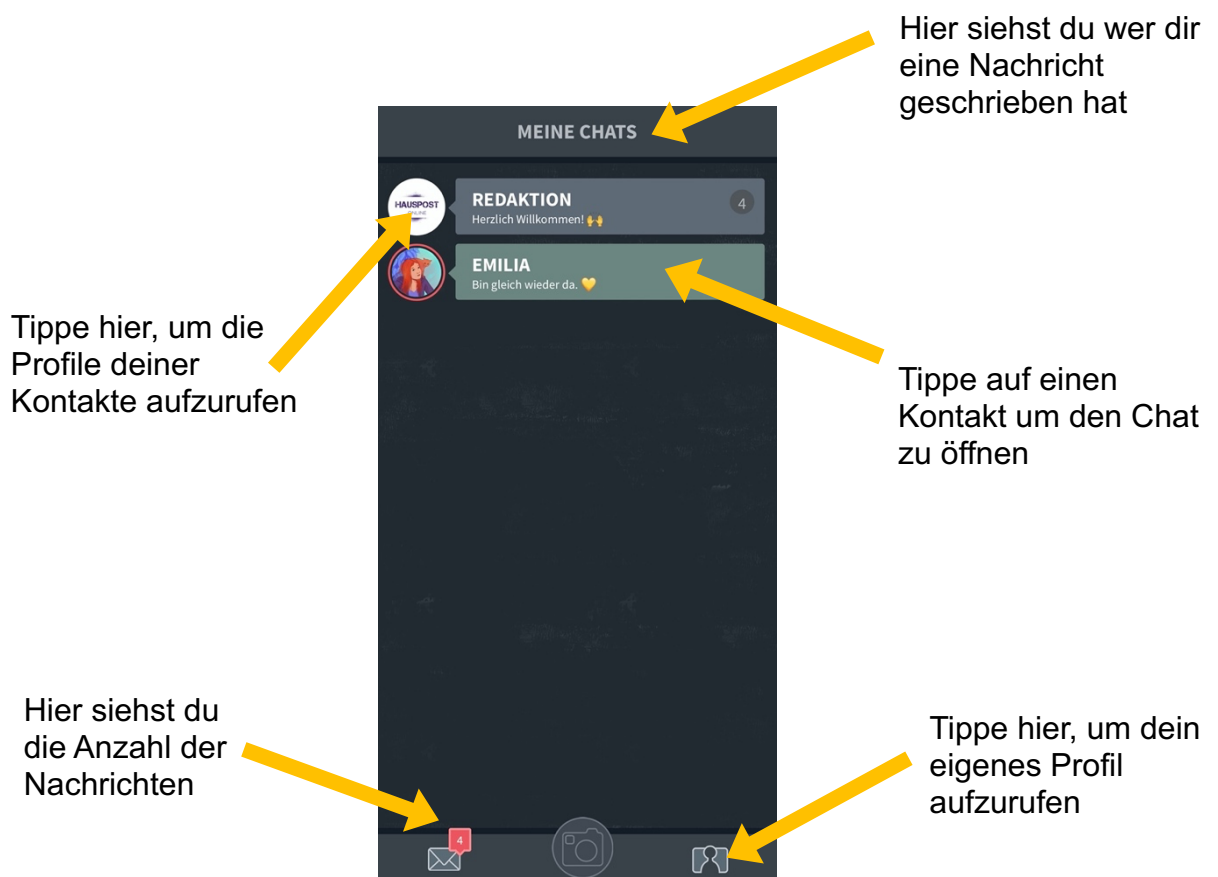 Hier siehst du wer dir
eine Nachricht
geschrieben hat
MEINE CHATS
HAUSPOST
ONLINE
REDAKTION
Herzlich Willkommen! 🙌
4
EMILIA
Bin gleich wieder da. 💛
Tippe hier, um die
Profile deiner
Kontakte aufzurufen
Tippe auf einen
Kontakt um den Chat
zu öffnen
Hier siehst du
die Anzahl der
Nachrichten
Tippe hier, um dein
eigenes Profil
aufzurufen
4